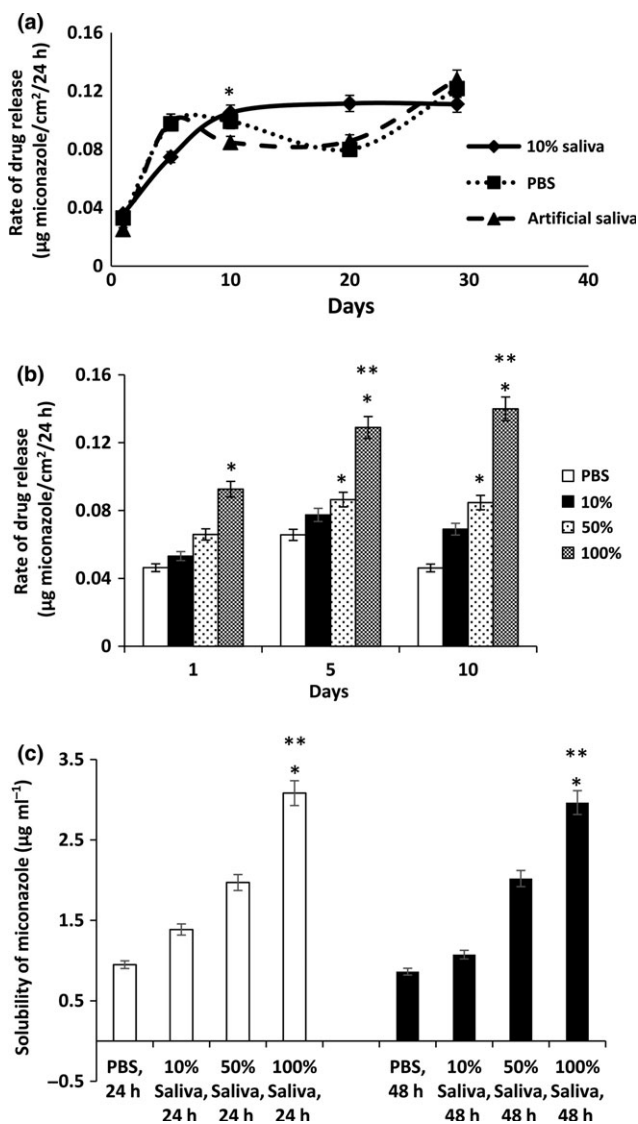 (a)
0.16
0.12
0.08
0.04
0
Rate of drug release
(µg miconazole/cm²/24 h)
*
0 10 20 30 40
Days
10% saliva
PBS
Artificial saliva
(b)
0.16
0.12
0.08
0.04
0
Rate of drug release
(µg miconazole/cm²/24 h)
*
*
**
*
*
**
*
1 5 10
Days
PBS
10%
50%
100%
(c)
3.5
2.5
1.5
0.5
−0.5
Solubility of miconazole (µg ml⁻¹)
**
*
**
*
PBS, 10% 50% 100% PBS, 10% 50% 100%
24 h Saliva, Saliva, Saliva, 48 h Saliva, Saliva, Saliva,
24 h 24 h 24 h 48 h 48 h 48 h